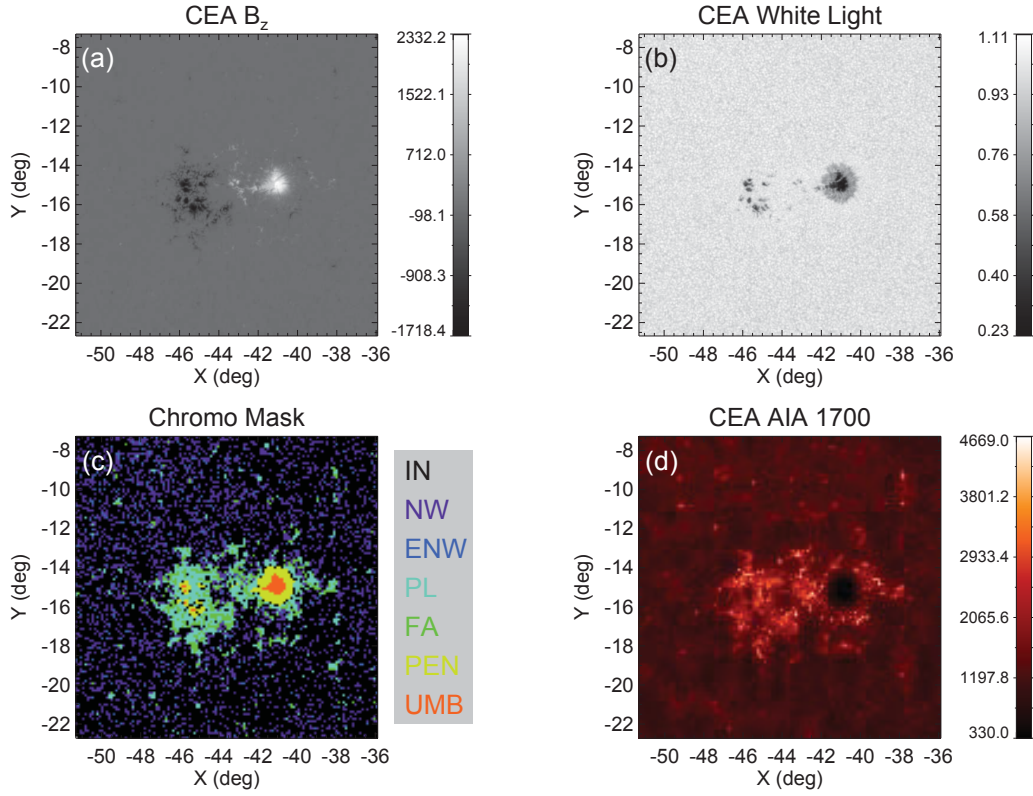 CEA Bz
(a)
-8
-10
-12
-14
-16
-18
-20
-22
Y (deg)
-50 -48 -46 -44 -42 -40 -38 -36
X (deg)
2332.2
1522.1
712.0
-98.1
-908.3
-1718.4
CEA White Light
(b)
-8
-10
-12
-14
-16
-18
-20
-22
Y (deg)
-50 -48 -46 -44 -42 -40 -38 -36
X (deg)
1.11
0.93
0.76
0.58
0.40
0.23
Chromo Mask
(c)
-8
-10
-12
-14
-16
-18
-20
-22
Y (deg)
-50 -48 -46 -44 -42 -40 -38 -36
X (deg)
IN
NW
ENW
PL
FA
PEN
UMB
CEA AIA 1700
(d)
-8
-10
-12
-14
-16
-18
-20
-22
Y (deg)
-50 -48 -46 -44 -42 -40 -38 -36
X (deg)
4669.0
3801.2
2933.4
2065.6
1197.8
330.0